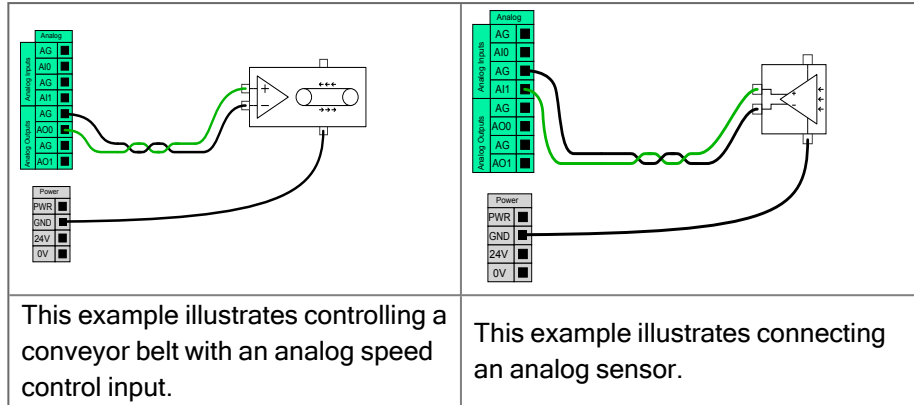 Analog
Analog Inputs
AG
AI0
AG
AI1
Analog Outputs
AG
AO0
AG
AO1
Power
PWR
GND
24V
0V
+
−
←←←
→→→
This example illustrates controlling a
conveyor belt with an analog speed
control input.
Analog
Analog Inputs
AG
AI0
AG
AI1
Analog Outputs
AG
AO0
AG
AO1
Power
PWR
GND
24V
0V
+
−
This example illustrates connecting
an analog sensor.